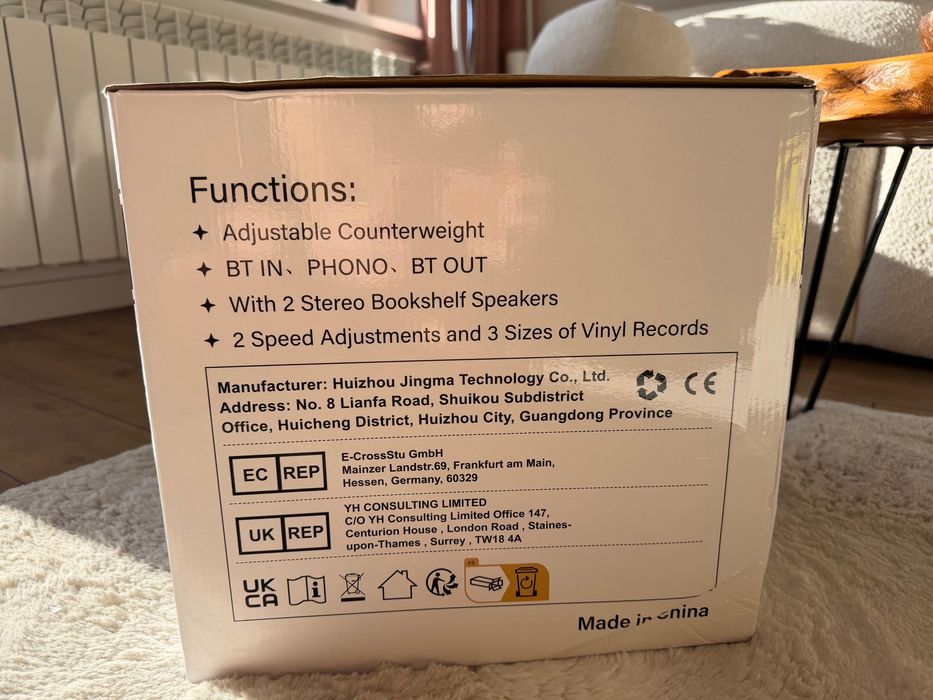 Functions:
Adjustable Counterweight
BT IN、PHONO、BT OUT
With 2 Stereo Bookshelf Speakers
2 Speed Adjustments and 3 Sizes of Vinyl Records
Manufacturer: Huizhou Jingma Technology Co., Ltd.
Address: No. 8 Lianfa Road, Shuikou Subdistrict
Office, Huicheng District, Huizhou City, Guangdong Province
CE
EC REP
E-CrossStu GmbH
Mainzer Landstr.69, Frankfurt am Main,
Hessen, Germany, 60329
UK REP
YH CONSULTING LIMITED
C/O YH Consulting Limited Office 147,
Centurion House , London Road , Staines-
upon-Thames , Surrey , TW18 4A
UK
CA
i
FR
Made in China